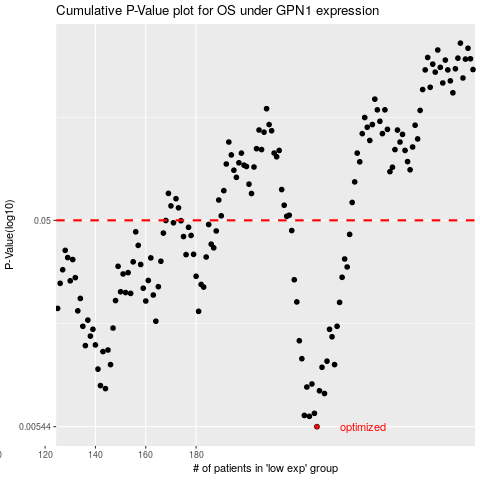 Cumulative P-Value plot for OS under GPN1 expression
P-Value(log10)
0.05
0.00544
optimized
0 120 140 160 180
# of patients in 'low exp' group